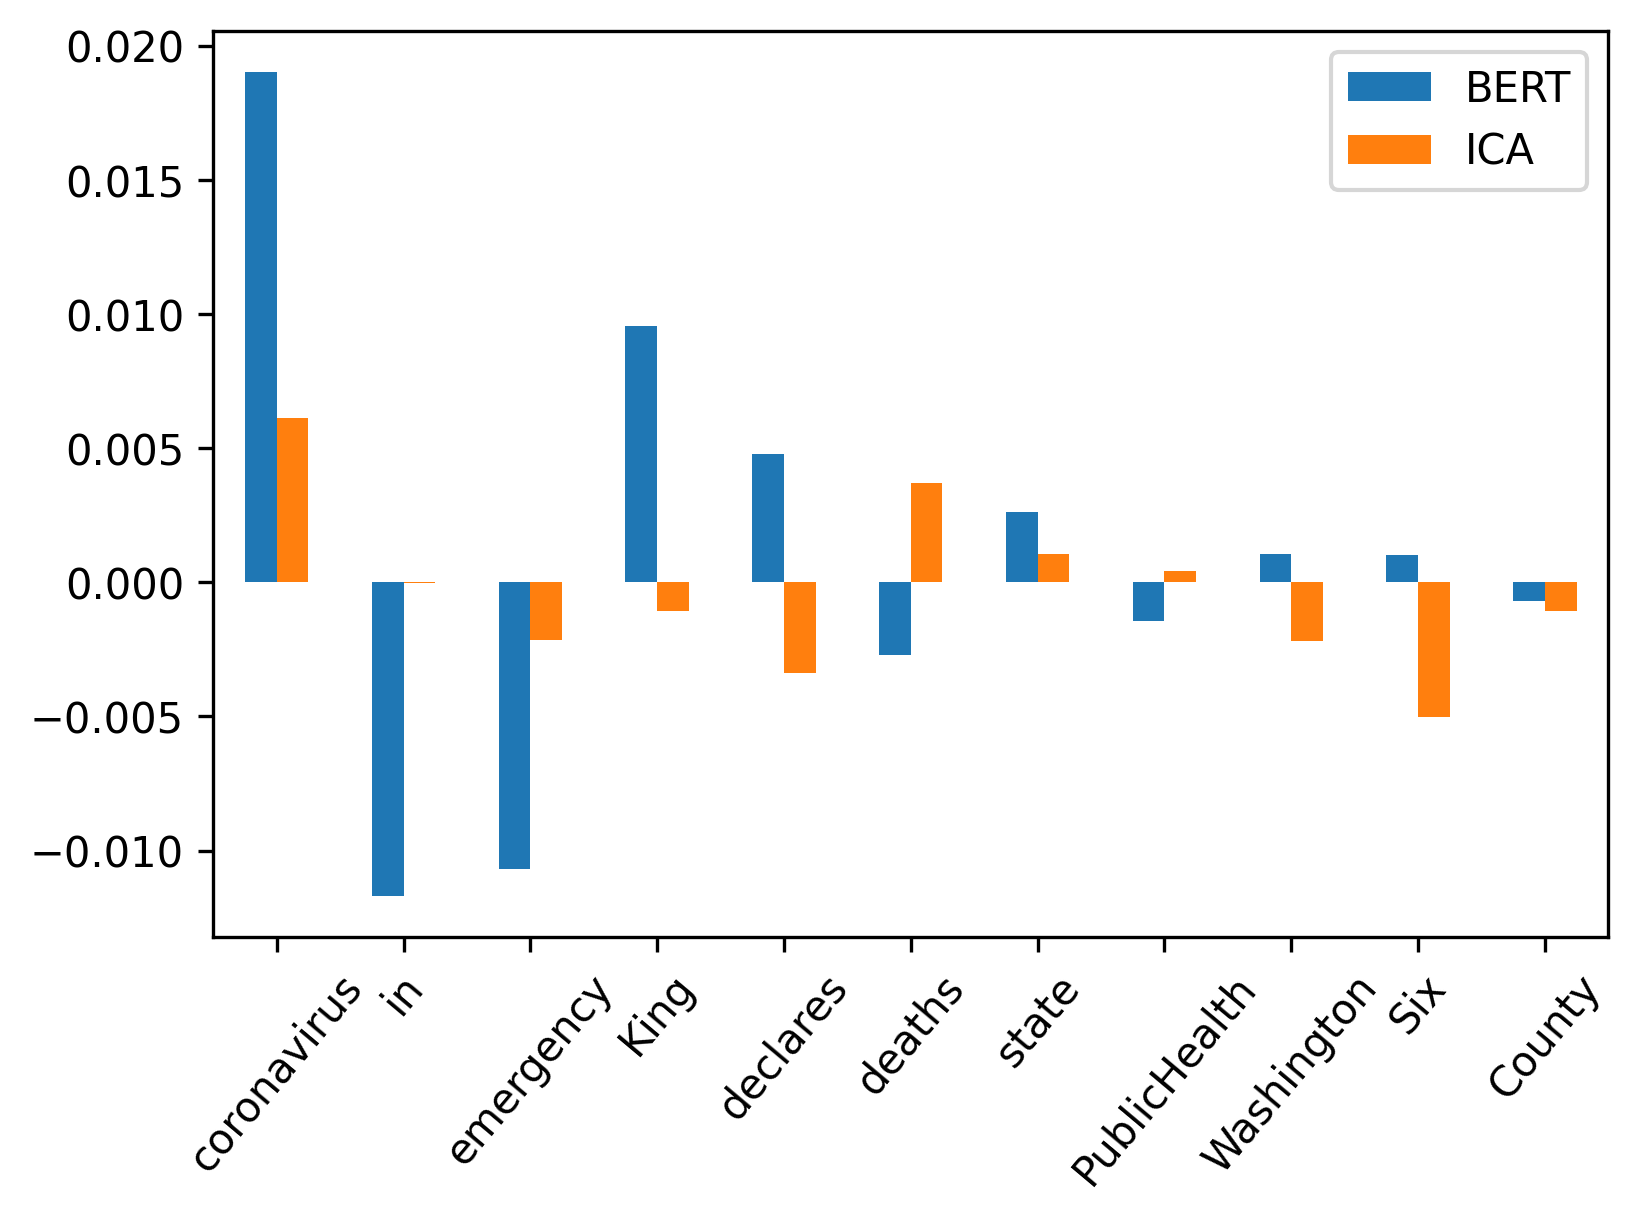 0.020
0.015
0.010
0.005
0.000
−0.005
−0.010
BERT
ICA
coronavirus
in
emergency
King
declares
deaths
state
PublicHealth
Washington
Six
County